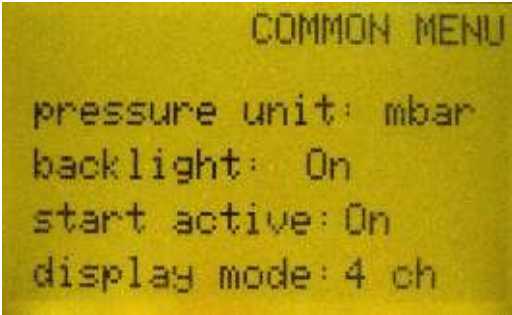 COMMON MENU
pressure unit: mbar
backlight: On
start active: On
display mode: 4 ch